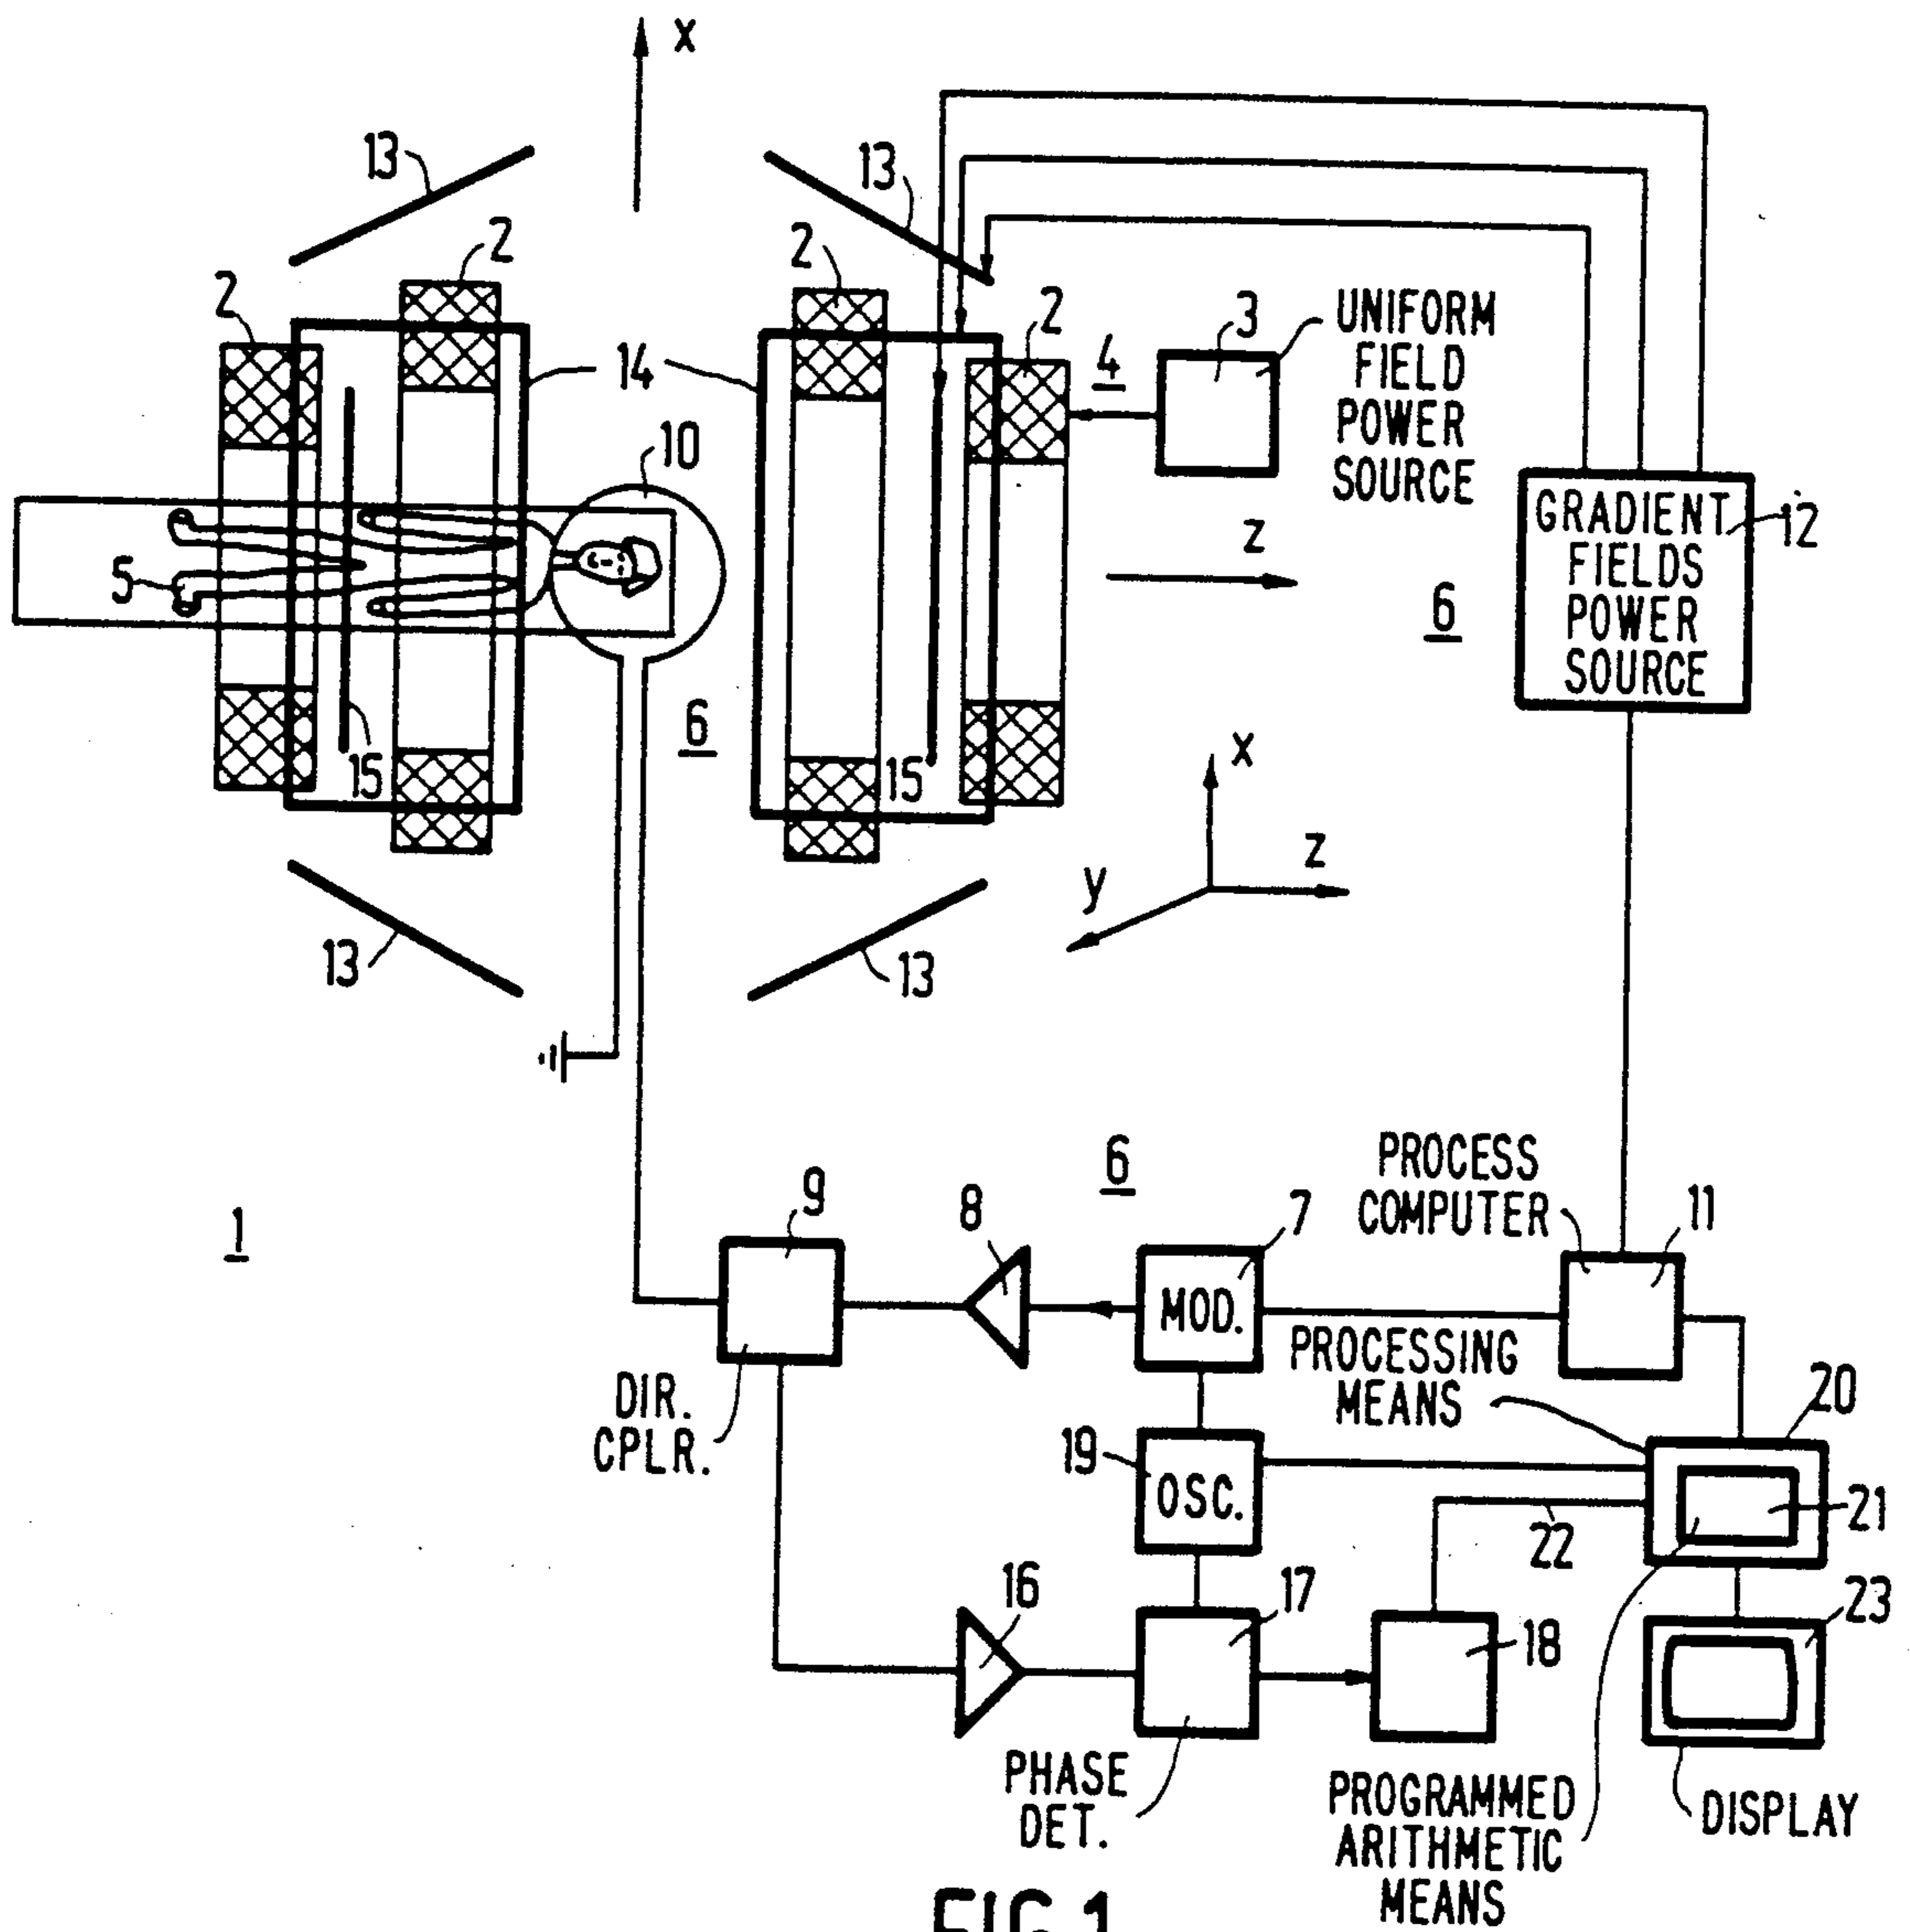 x
13
13
2
2
2
2
3
UNIFORM
FIELD
POWER
SOURCE
14
4
10
z
GRADIENT
FIELDS
POWER
SOURCE
12
5
6
6
15
15
x
z
y
13
13
PROCESS
COMPUTER
11
6
1
9
8
7
MOD.
PROCESSING
MEANS
20
DIR.
CPLR.
19
OSC.
21
22
16
17
18
23
PHASE
DET.
PROGRAMMED
ARITHMETIC
MEANS
DISPLAY
FIG.1